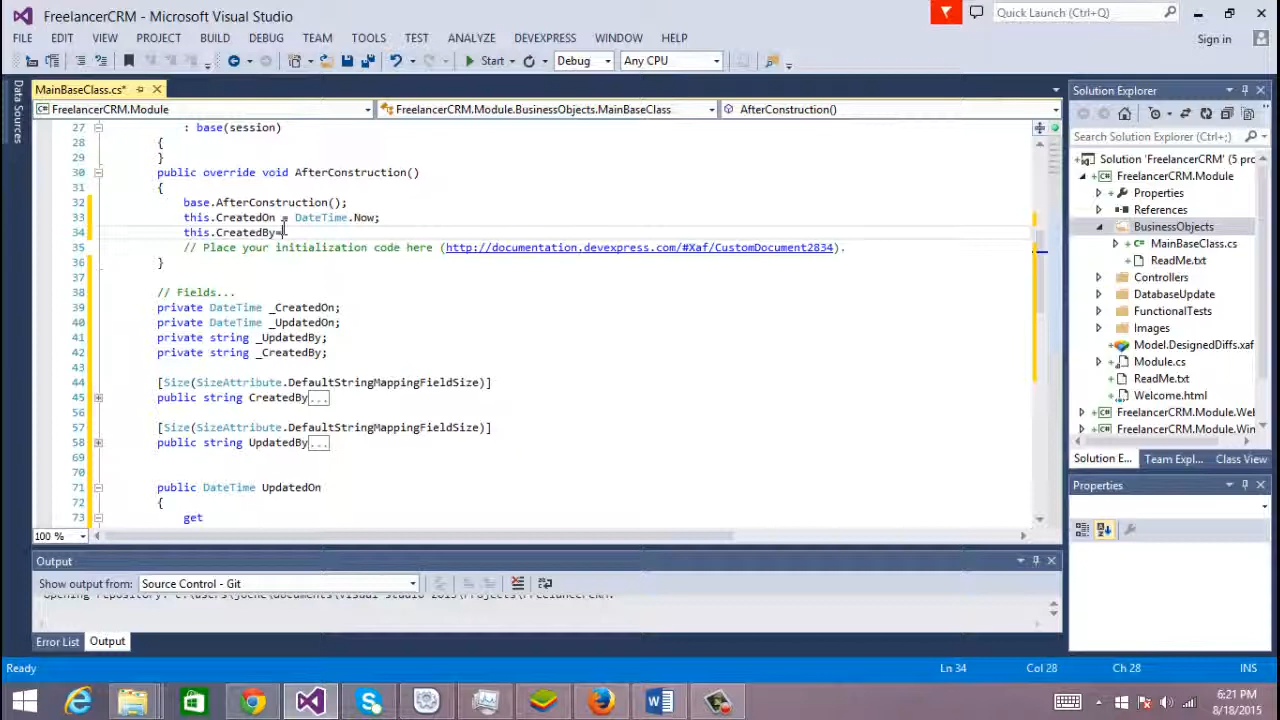 FreelancerCRM - Microsoft Visual Studio
Quick Launch (Ctrl+Q)
FILE EDIT VIEW PROJECT BUILD DEBUG TEAM TOOLS TEST ANALYZE DEVEXPRESS WINDOW HELP
Sign in
Start Debug Any CPU
Data Sources
MainBaseClass.cs*
FreelancerCRM.Module FreelancerCRM.Module.BusinessObjects.MainBaseClass AfterConstruction()
27 : base(session)
28 {
29 }
30 public override void AfterConstruction()
31 {
32 base.AfterConstruction();
33 this.CreatedOn = DateTime.Now;
34 this.CreatedBy=
35 // Place your initialization code here (http://documentation.devexpress.com/#Xaf/CustomDocument2834).
36 }
37
38 // Fields...
39 private DateTime _CreatedOn;
40 private DateTime _UpdatedOn;
41 private string _UpdatedBy;
42 private string _CreatedBy;
43
44 [Size(SizeAttribute.DefaultStringMappingFieldSize)]
45 public string CreatedBy...
56
57 [Size(SizeAttribute.DefaultStringMappingFieldSize)]
58 public string UpdatedBy...
69
70
71 public DateTime UpdatedOn
72 {
73 get
100 %
Solution Explorer
Search Solution Explorer (Ctrl+;)
Solution 'FreelancerCRM' (5 prc
FreelancerCRM.Module
Properties
References
BusinessObjects
MainBaseClass.cs
ReadMe.txt
Controllers
DatabaseUpdate
FunctionalTests
Images
Model.DesignedDiffs.xaf
Module.cs
ReadMe.txt
Welcome.html
FreelancerCRM.Module.Wel
FreelancerCRM.Module.Win
Solution E... Team Expl... Class View
Properties
Output
Show output from: Source Control - Git
Opening repository:
Error List Output
Ready Ln 34 Col 28 Ch 28 INS
6:21 PM
8/18/2015